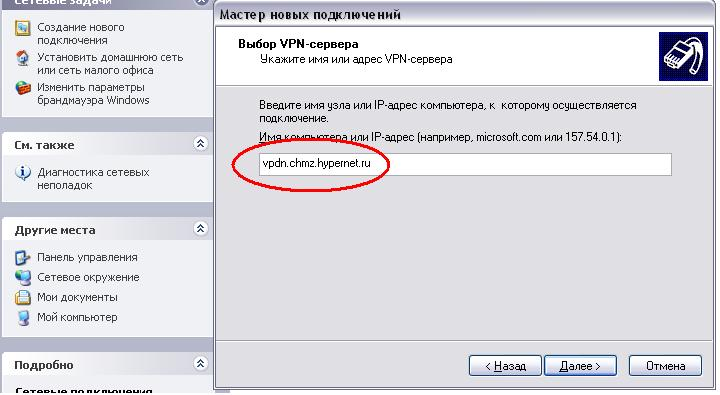 Сетевые задачи
Создание нового
подключения
Установить домашнюю сеть
или сеть малого офиса
Изменить параметры
брандмауэра Windows
См. также
Диагностика сетевых
неполадок
Другие места
Панель управления
Сетевое окружение
Мои документы
Мой компьютер
Подробно
Сетевые подключения
Мастер новых подключений
Выбор VPN-сервера
Укажите имя или адрес VPN-сервера
Введите имя узла или IP-адрес компьютера, к которому осуществляется
подключение.
Имя компьютера или IP-адрес (например, microsoft.com или 157.54.0.1):
vpdn.chmz.hypernet.ru
< Назад
Далее >
Отмена